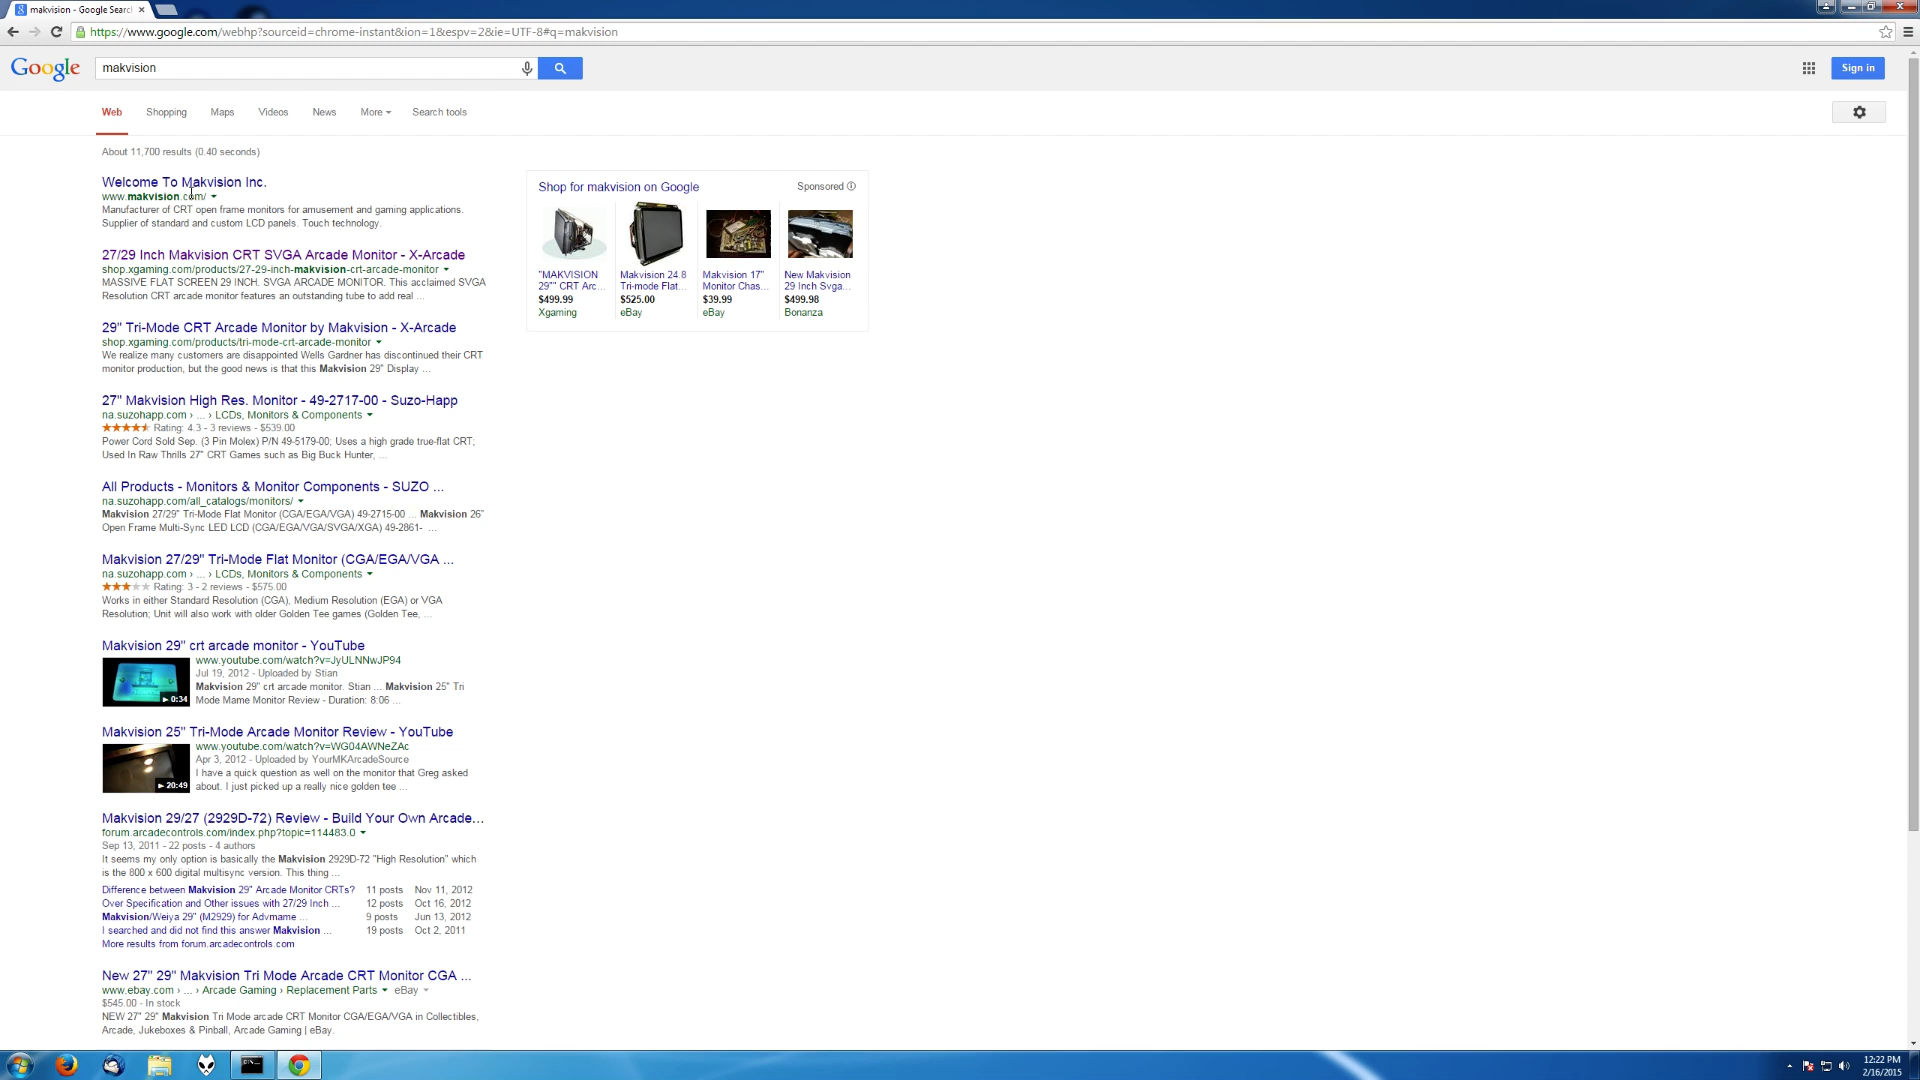 makvision - Google Searc
https://www.google.com/webhp?sourceid=chrome-instant&ion=1&espv=2&ie=UTF-8#q=makvision
Google
makvision
Sign in
Web Shopping Maps Videos News More Search tools
About 11,700 results (0.40 seconds)
Welcome To Makvision Inc.
www.makvision.com/
Manufacturer of CRT open frame monitors for amusement and gaming applications.
Supplier of standard and custom LCD panels. Touch technology.
27/29 Inch Makvision CRT SVGA Arcade Monitor - X-Arcade
shop.xgaming.com/products/27-29-inch-makvision-crt-arcade-monitor
MASSIVE FLAT SCREEN 29 INCH. SVGA ARCADE MONITOR. This acclaimed SVGA
Resolution CRT arcade monitor features an outstanding tube to add real ...
29" Tri-Mode CRT Arcade Monitor by Makvision - X-Arcade
shop.xgaming.com/products/tri-mode-crt-arcade-monitor
We realize many customers are disappointed Wells Gardner has discontinued their CRT
monitor production, but the good news is that this Makvision 29" Display ...
27" Makvision High Res. Monitor - 49-2717-00 - Suzo-Happ
na.suzohapp.com › ... › LCDs, Monitors & Components
Rating: 4.3 - 3 reviews - $539.00
Power Cord Sold Sep. (3 Pin Molex) P/N 49-5179-00; Uses a high grade true-flat CRT;
Used In Raw Thrills 27" CRT Games such as Big Buck Hunter, ...
All Products - Monitors & Monitor Components - SUZO ...
na.suzohapp.com/all_catalogs/monitors/
Makvision 27/29" Tri-Mode Flat Monitor (CGA/EGA/VGA) 49-2715-00 ... Makvision 26"
Open Frame Multi-Sync LED LCD (CGA/EGA/VGA/SVGA/XGA) 49-2861- ...
Makvision 27/29" Tri-Mode Flat Monitor (CGA/EGA/VGA ...
na.suzohapp.com › ... › LCDs, Monitors & Components
Rating: 3 - 2 reviews - $575.00
Works in either Standard Resolution (CGA), Medium Resolution (EGA) or VGA
Resolution; Unit will also work with older Golden Tee games (Golden Tee, ...
Makvision 29" crt arcade monitor - YouTube
www.youtube.com/watch?v=JyULNNwJP94
Jul 19, 2012 - Uploaded by Stian
Makvision 29" crt arcade monitor. Stian ... Makvision 25" Tri
Mode Mame Monitor Review - Duration: 8:06 ...
0:34
Makvision 25" Tri-Mode Arcade Monitor Review - YouTube
www.youtube.com/watch?v=WG04AWNeZAc
Apr 3, 2012 - Uploaded by YourMKArcadeSource
I have a quick question as well on the monitor that Greg asked
about. I just picked up a really nice golden tee ...
20:49
Makvision 29/27 (2929D-72) Review - Build Your Own Arcade...
forum.arcadecontrols.com/index.php?topic=114483.0
Sep 13, 2011 - 22 posts - 4 authors
It seems my only option is basically the Makvision 2929D-72 "High Resolution" which
is the 800 x 600 digital multisync version. This thing ...
Difference between Makvision 29" Arcade Monitor CRTs? 11 posts Nov 11, 2012
Over Specification and Other issues with 27/29 Inch ... 12 posts Oct 16, 2012
Makvision/Weiya 29" (M2929) for Advmame ... 9 posts Jun 13, 2012
I searched and did not find this answer Makvision ... 19 posts Oct 2, 2011
More results from forum.arcadecontrols.com
New 27" 29" Makvision Tri Mode Arcade CRT Monitor CGA ...
www.ebay.com › ... › Arcade Gaming › Replacement Parts eBay
$545.00 - In stock
NEW 27" 29" Makvision Tri Mode arcade CRT Monitor CGA/EGA/VGA in Collectibles,
Arcade, Jukeboxes & Pinball, Arcade Gaming | eBay.
Shop for makvision on Google Sponsored
"MAKVISION
29"" CRT Arc...
$499.99
Xgaming
Makvision 24.8
Tri-mode Flat...
$525.00
eBay
Makvision 17"
Monitor Chas...
$39.99
eBay
New Makvision
29 Inch Svga...
$499.98
Bonanza
12:22 PM
2/16/2015